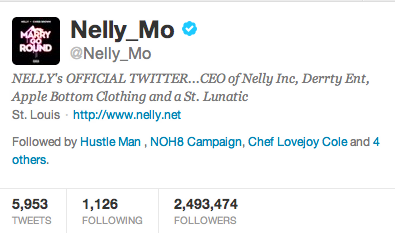 MARRY
GO
ROUND
Nelly_Mo
@Nelly_Mo
NELLY's OFFICIAL TWITTER...CEO of Nelly Inc, Derrty Ent,
Apple Bottom Clothing and a St. Lunatic
St. Louis · http://www.nelly.net
Followed by Hustle Man , NOH8 Campaign, Chef Lovejoy Cole and 4
others.
5,953 1,126 2,493,474
TWEETS FOLLOWING FOLLOWERS